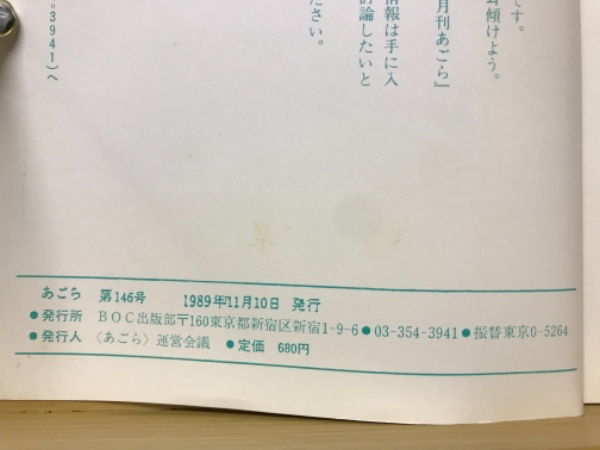 です。
耳傾けよう。
月刊あごら』
情報は手に入
討論したいと
ださい。
=3941)へ
あごら 第146号 1989年11月10日 発行
●発行所 BOC出版部〒160東京都新宿区新宿1-9-6●03-354-3941●振替東京0-5264
●発行人 〈あごら〉運営会議 ●定価 680円